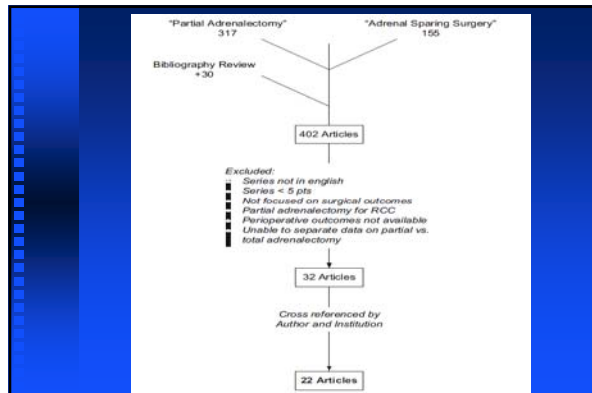 "Partial Adrenalectomy"
317
"Adrenal Sparing Surgery"
155
Bibliography Review
+30
402 Articles
Excluded:
Series not in english
Series < 5 pts
Not focused on surgical outcomes
Partial adrenalectomy for RCC
Perioperative outcomes not available
Unable to separate data on partial vs.
total adrenalectomy
32 Articles
Cross referenced by
Author and Institution
22 Articles